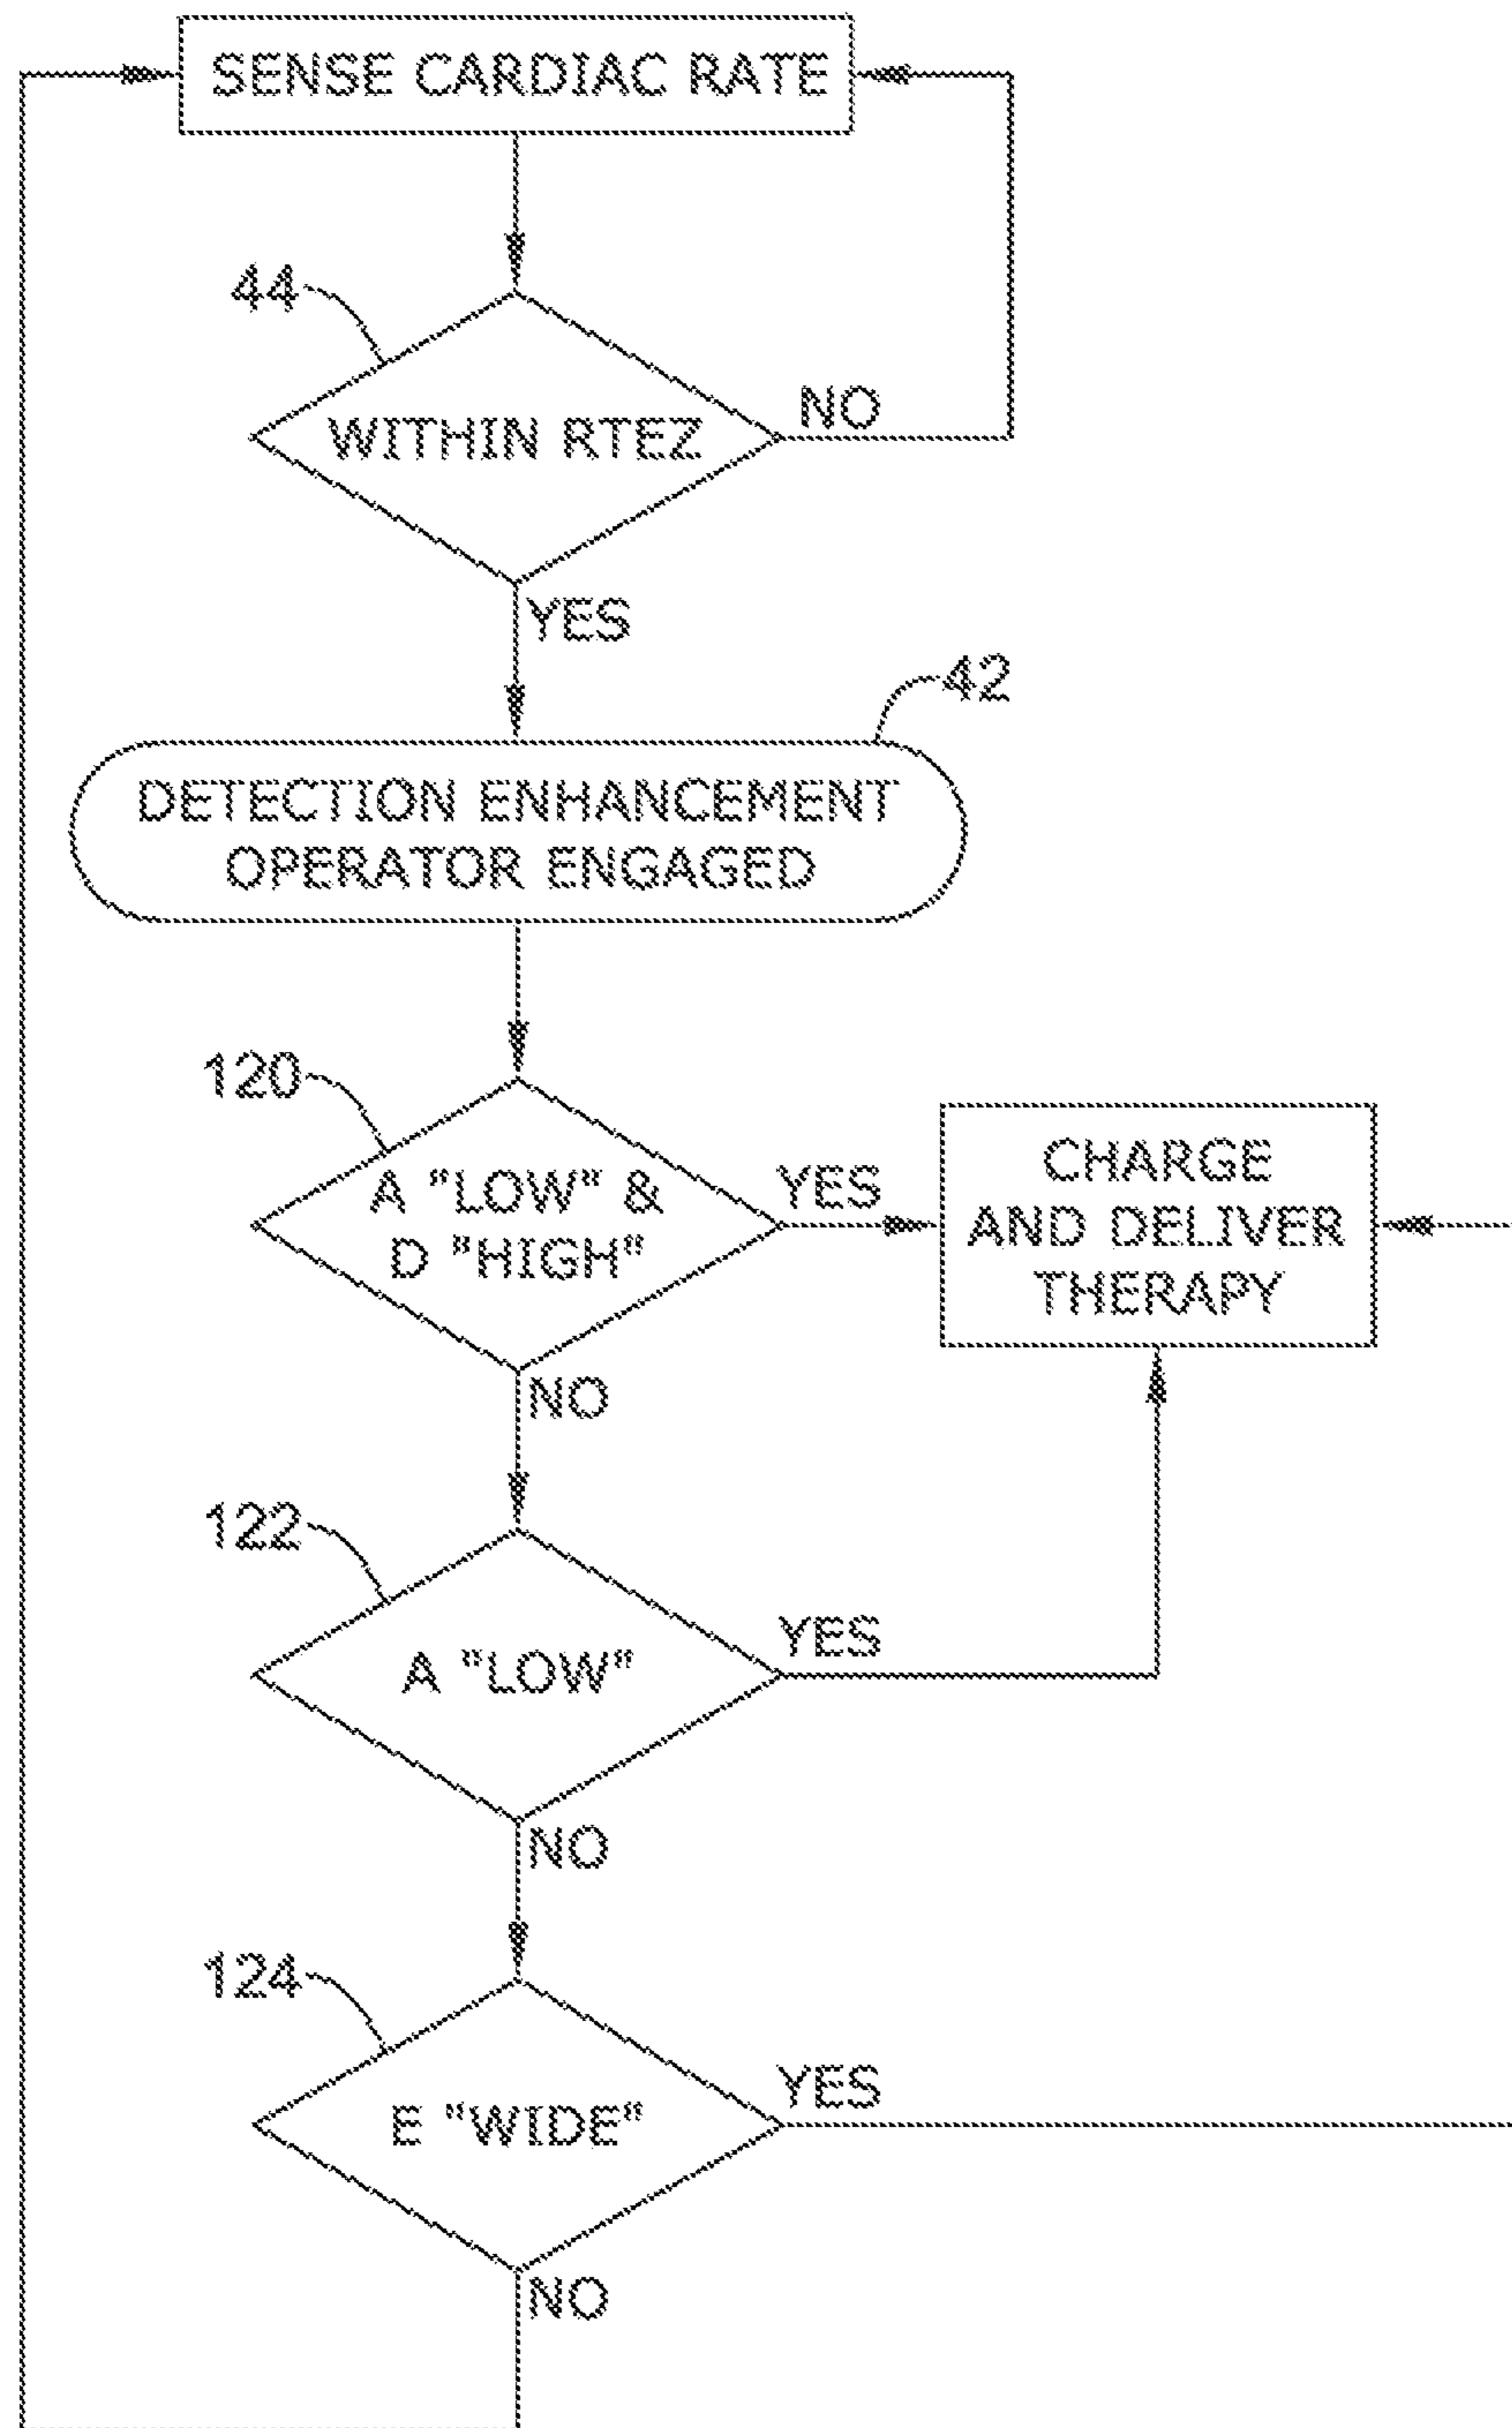 SENSE CARDIAC RATE
44
WITHIN RTEZ
NO
YES
42
DETECTION ENHANCEMENT
OPERATOR ENGAGED
120
A "LOW" &
D "HIGH"
YES
CHARGE
AND DELIVER
THERAPY
NO
122
A "LOW"
YES
NO
124
E "WIDE"
YES
NO